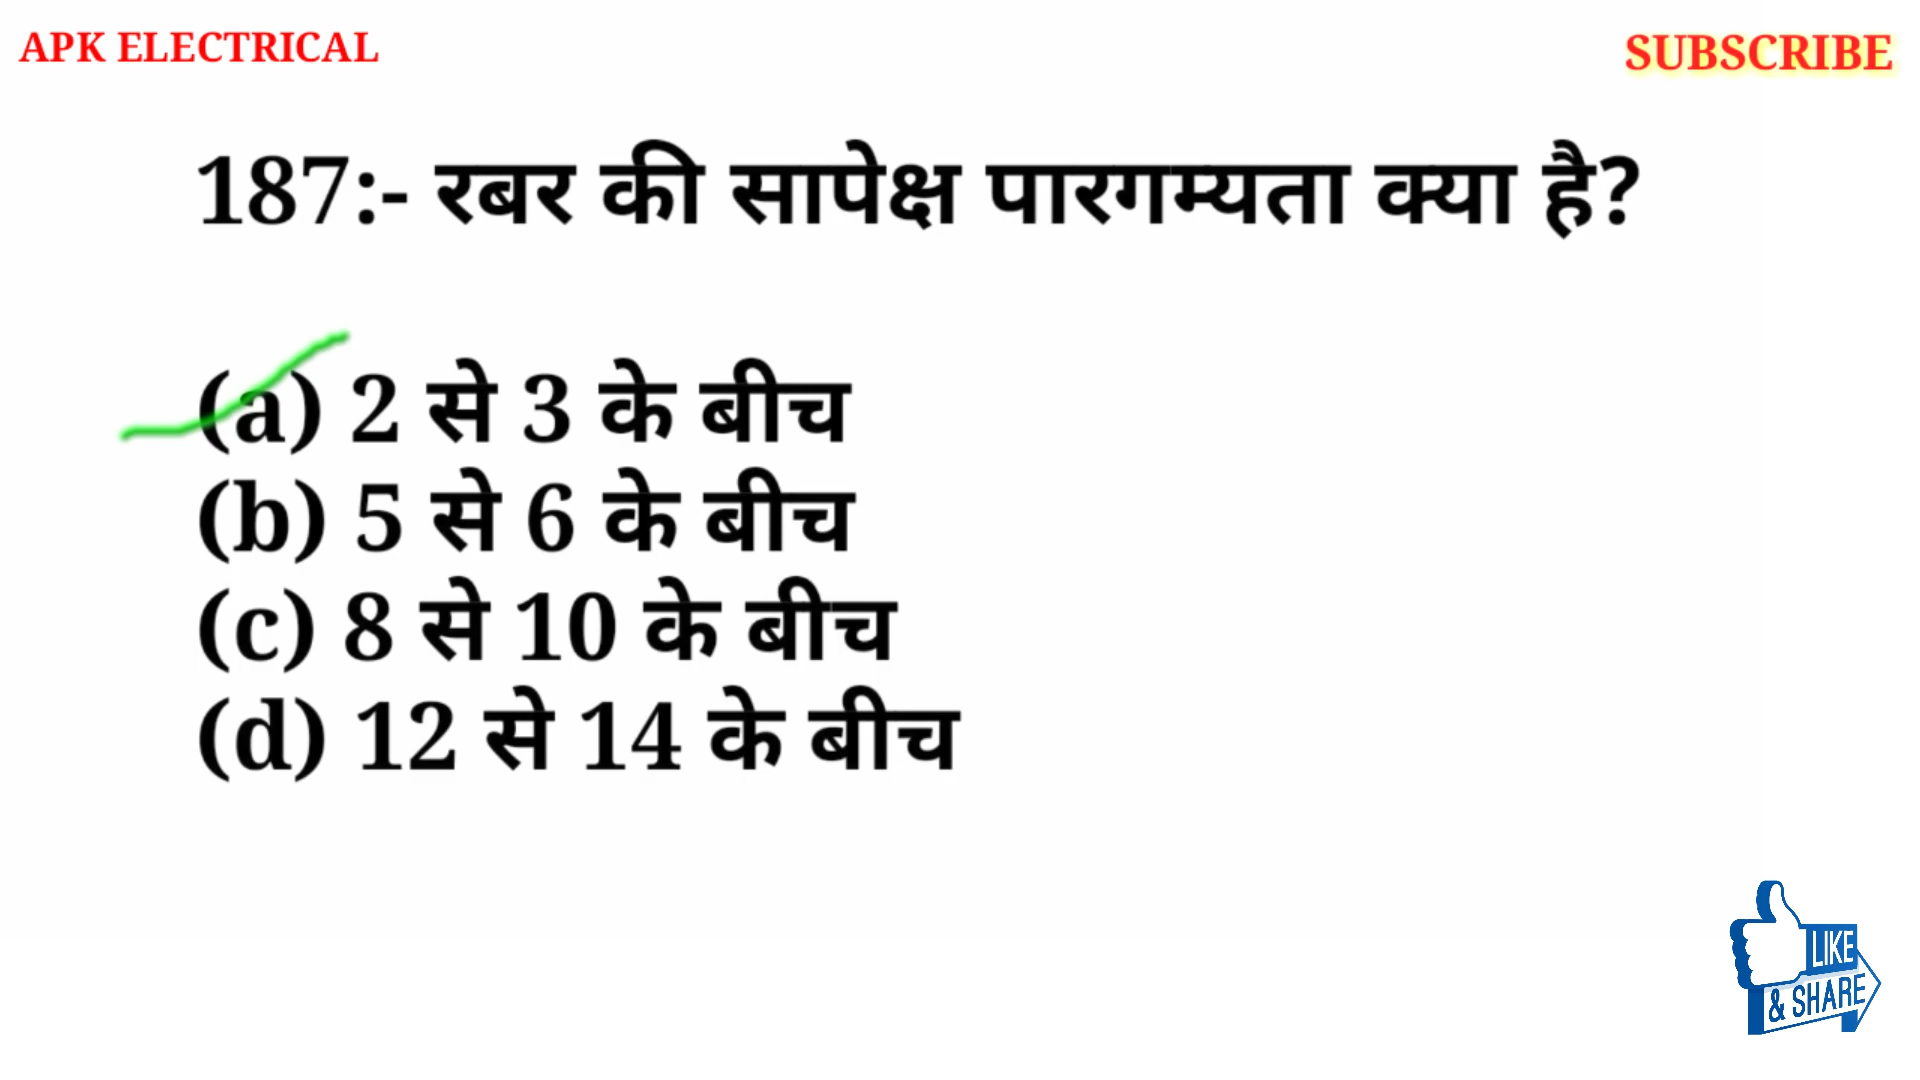 APK ELECTRICAL
SUBSCRIBE
187:- रबर की सापेक्ष पारगम्यता क्या है?
(a) 2 से 3 के बीच
(b) 5 से 6 के बीच
(c) 8 से 10 के बीच
(d) 12 से 14 के बीच
LIKE
& SHARE